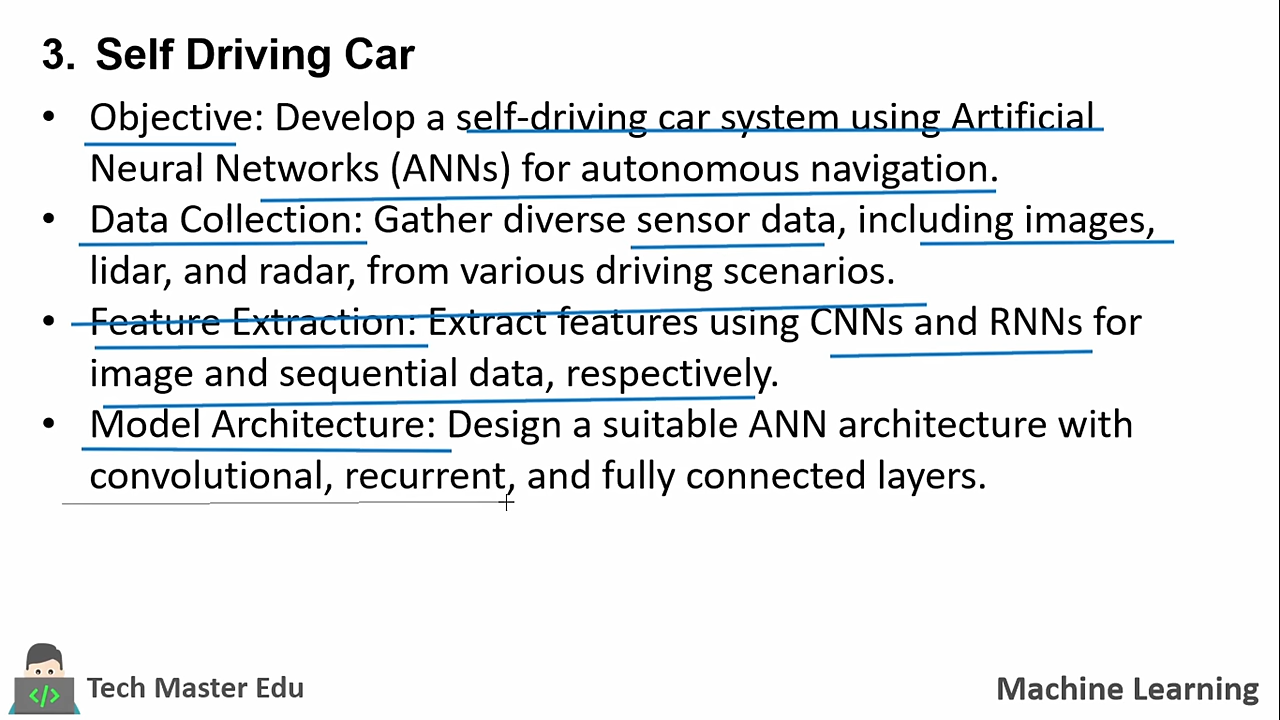 3. Self Driving Car
• Objective: Develop a self-driving car system using Artificial
Neural Networks (ANNs) for autonomous navigation.
• Data Collection: Gather diverse sensor data, including images,
lidar, and radar, from various driving scenarios.
• Feature Extraction: Extract features using CNNs and RNNs for
image and sequential data, respectively.
• Model Architecture: Design a suitable ANN architecture with
convolutional, recurrent, and fully connected layers.
</>
Tech Master Edu
Machine Learning